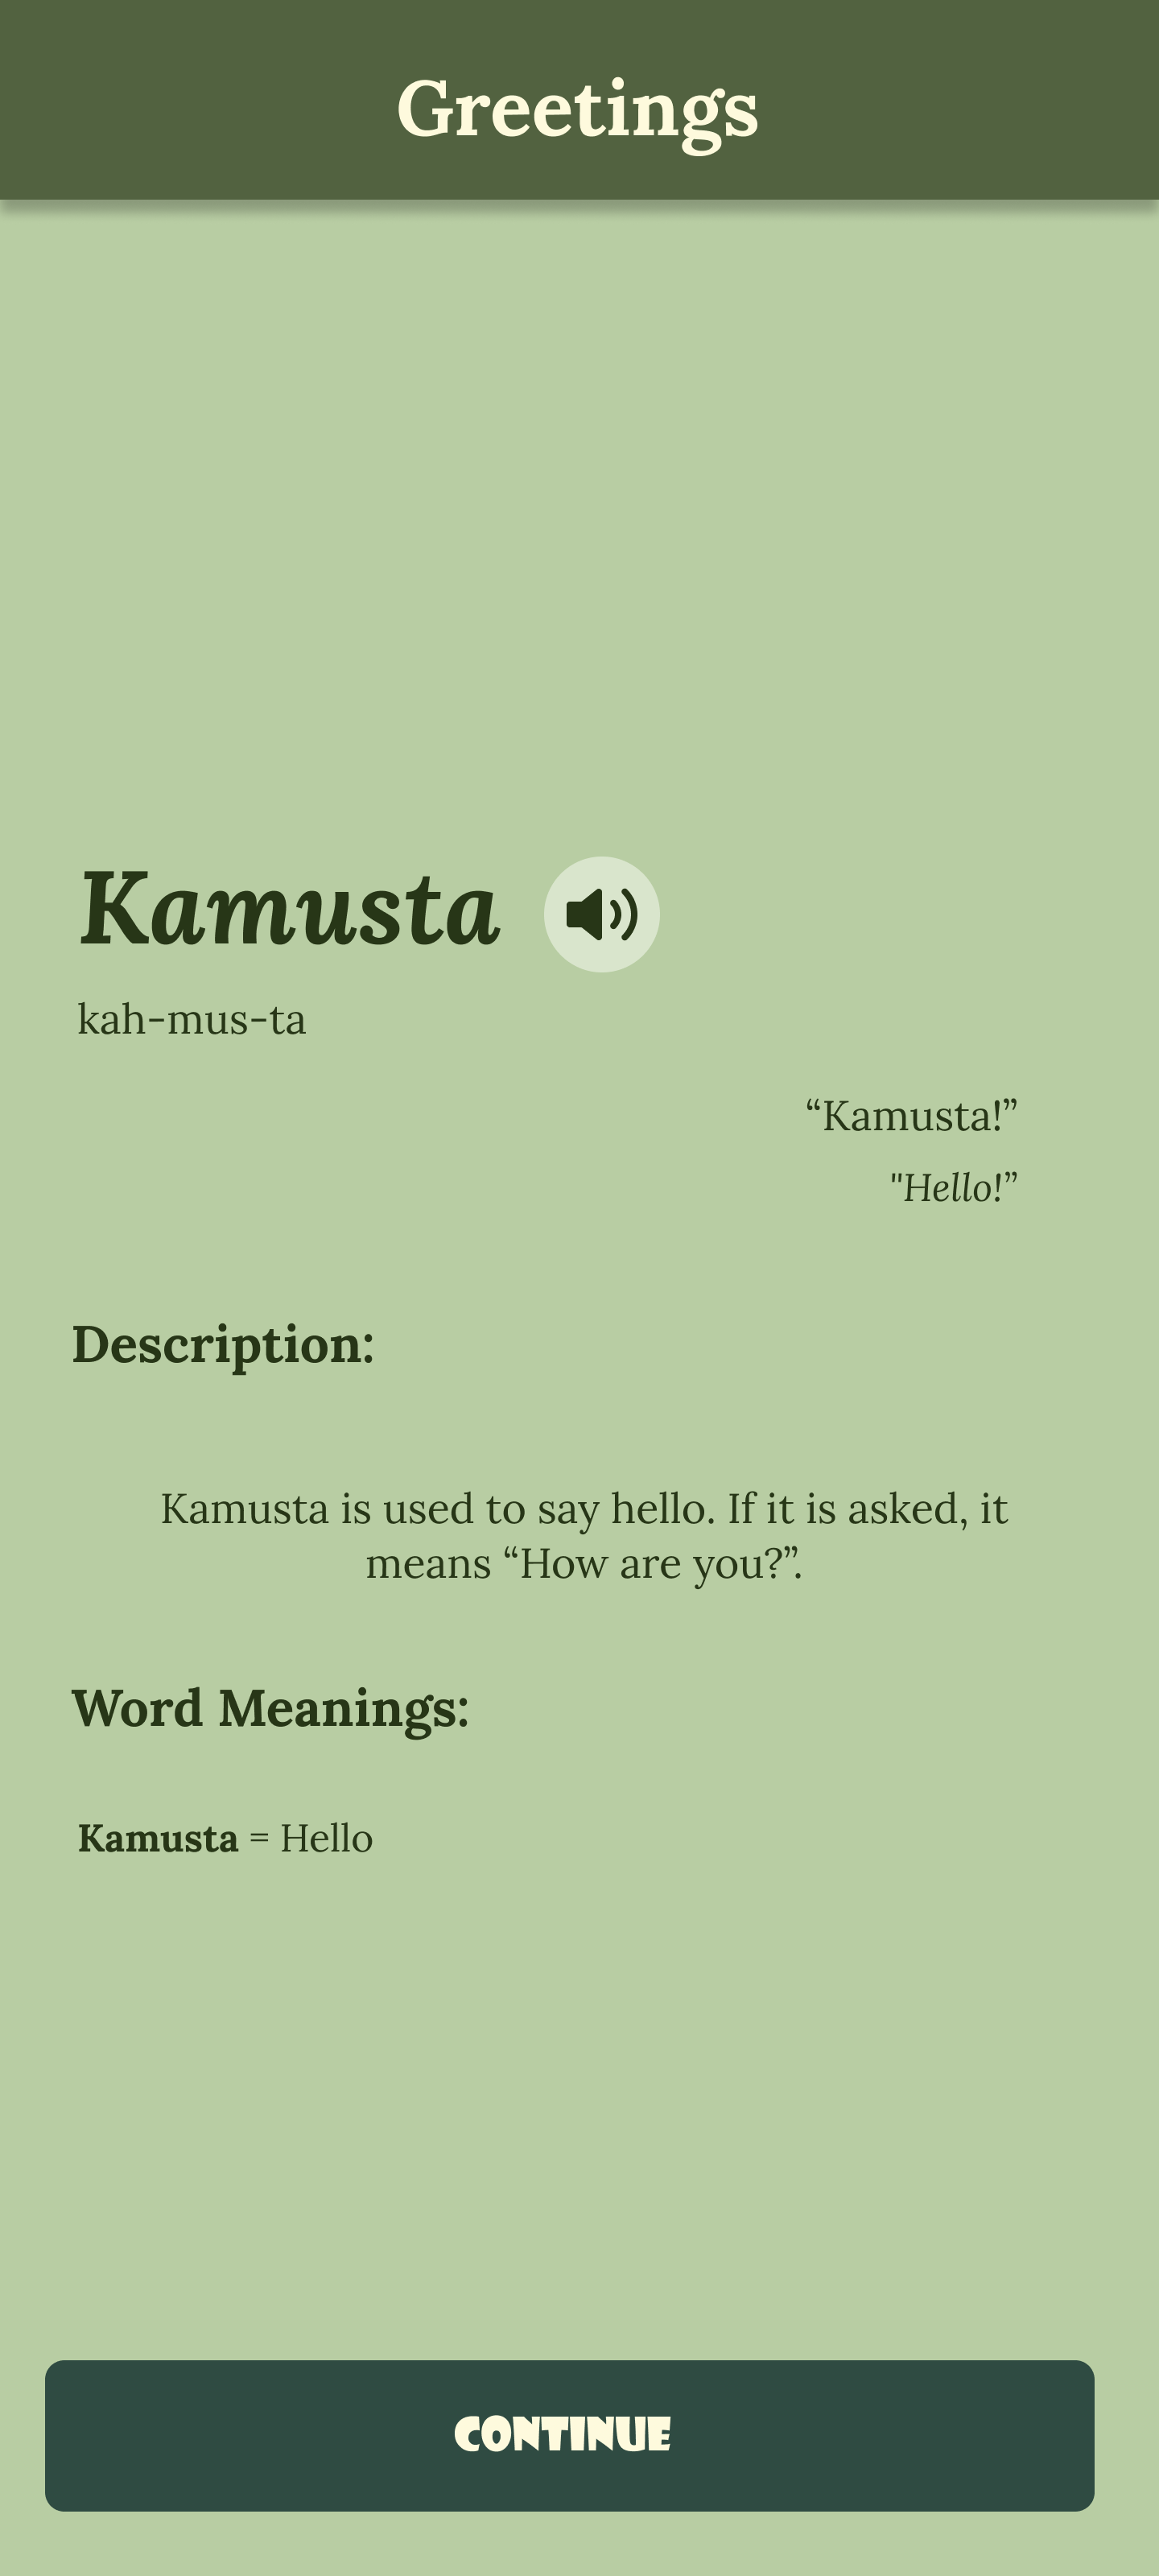 Greetings
Kamusta
kah-mus-ta
“Kamusta!”
"Hello!”
Description:
Kamusta is used to say hello. If it is asked, it
means “How are you?”.
Word Meanings:
Kamusta = Hello
CONTINUE